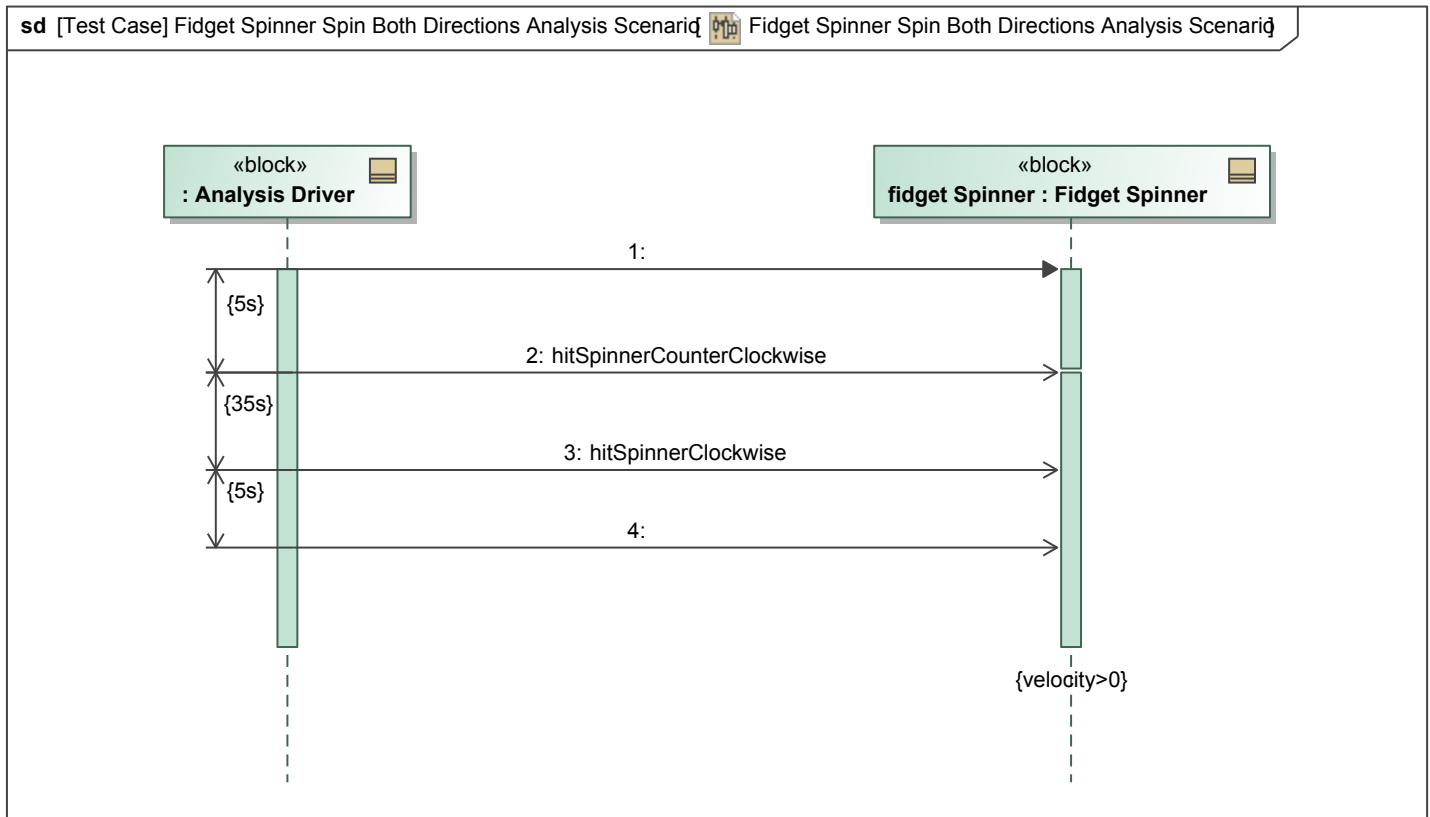 sd [Test Case] Fidget Spinner Spin Both Directions Analysis Scenario[ Fidget Spinner Spin Both Directions Analysis Scenario]
«block»
: Analysis Driver
«block»
fidget Spinner : Fidget Spinner
1:
{5s}
2: hitSpinnerCounterClockwise
{35s}
3: hitSpinnerClockwise
{5s}
4:
{velocity>0}